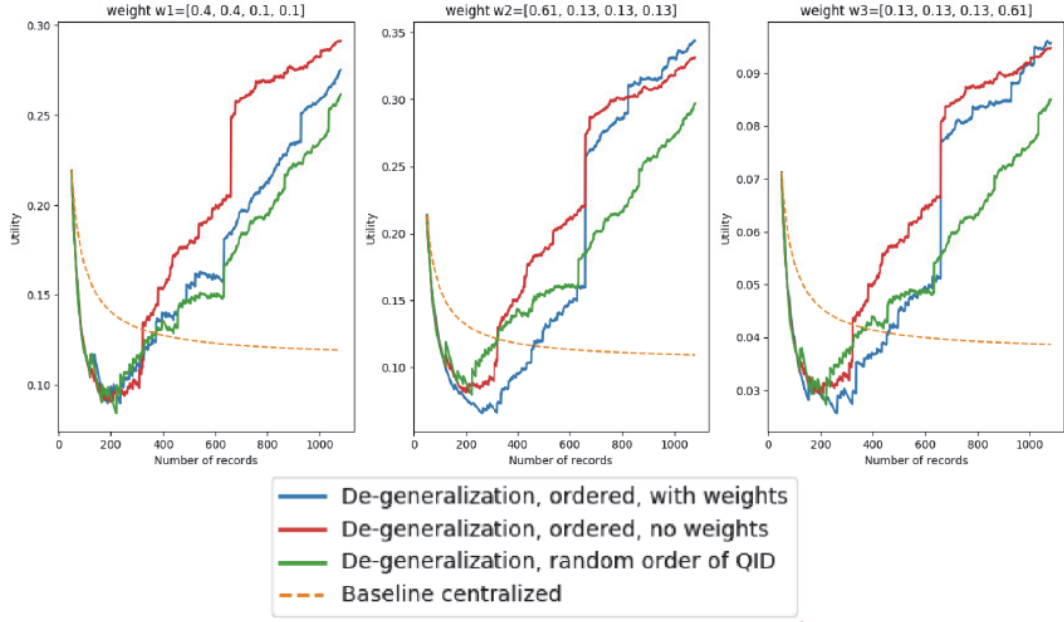 weight w1=[0.4, 0.4, 0.1, 0.1]
0.30
0.25
0.20
0.15
0.10
Utility
0 200 400 600 800 1000
Number of records
weight w2=[0.61, 0.13, 0.13, 0.13]
0.35
0.30
0.25
0.20
0.15
0.10
Utility
0 200 400 600 800 1000
Number of records
weight w3=[0.13, 0.13, 0.13, 0.61]
0.09
0.08
0.07
0.06
0.05
0.04
0.03
Utility
0 200 400 600 800 1000
Number of records
De-generalization, ordered, with weights
De-generalization, ordered, no weights
De-generalization, random order of QID
Baseline centralized